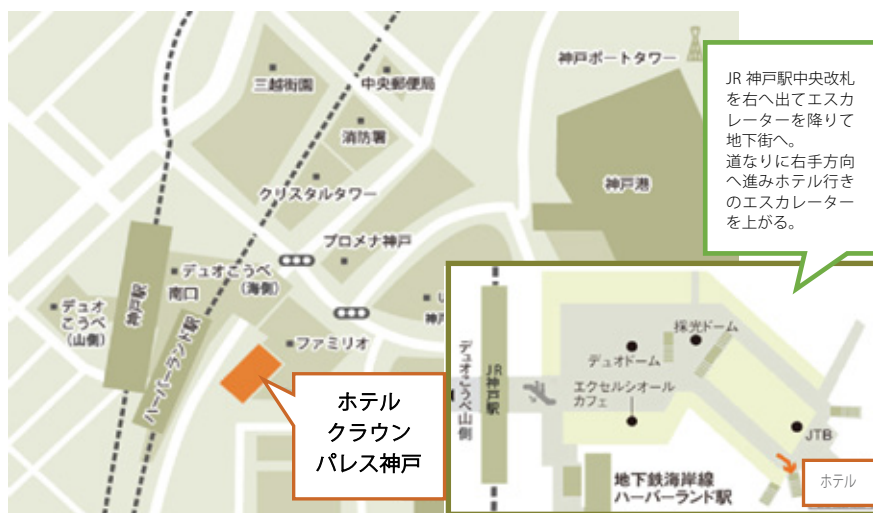 神戸ポートタワー
三越街園
中央郵便局
消防署
クリスタルタワー
神戸港
プロメナ神戸
デュオこうべ
(海側)
南口
デュオ
こうべ
(山側)
神戸駅
ハーバーランド駅
ファミリオ
U
神戸
ホテル
クラウン
パレス神戸
JR 神戸駅中央改札
を右へ出てエスカ
レーターを降りて
地下街へ。
道なりに右手方向
へ進みホテル行き
のエスカレーター
を上がる。
採光ドーム
デュオドーム
エクセルシオール
カフェ
デュオこうべ山側
JR神戸駅
JTB
地下鉄海岸線
ハーバーランド駅
ホテル